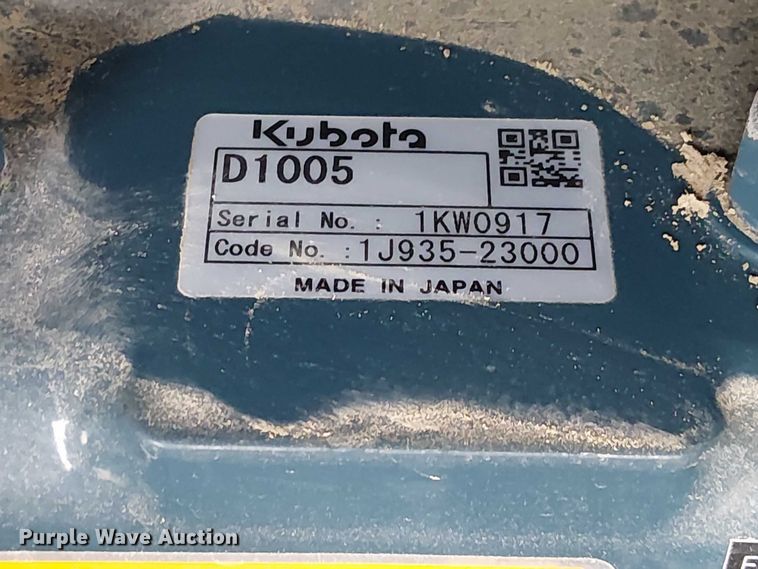 Kubota
D1005
Serial No. : 1KW0917
Code No. : 1J935-23000
MADE IN JAPAN
Purple Wave Auction